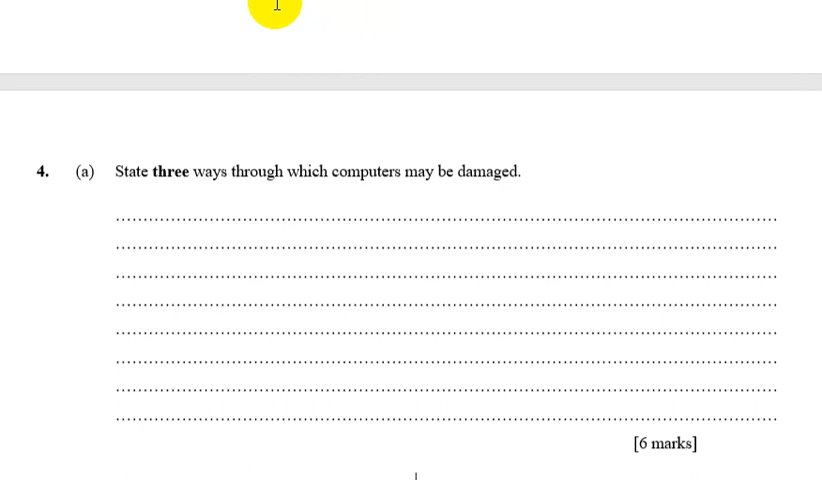 4. (a) State three ways through which computers may be damaged.
[6 marks]